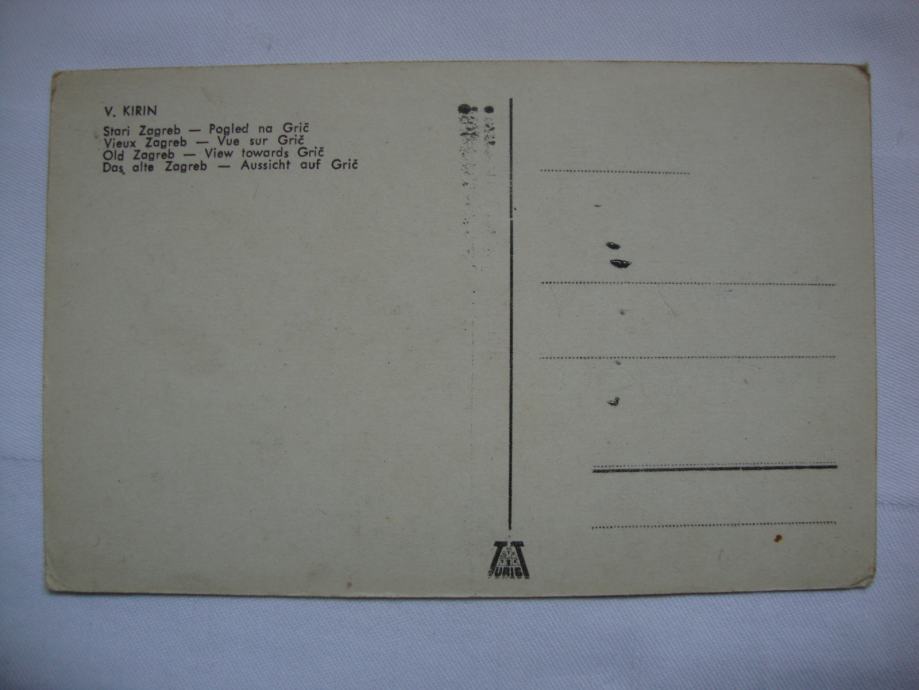 V. KIRIN
Stari Zagreb — Pogled na Grič
Vieux Zagreb — Vue sur Grič
Old Zagreb — View towards Grič
Das alte Zagreb — Aussicht auf Grič